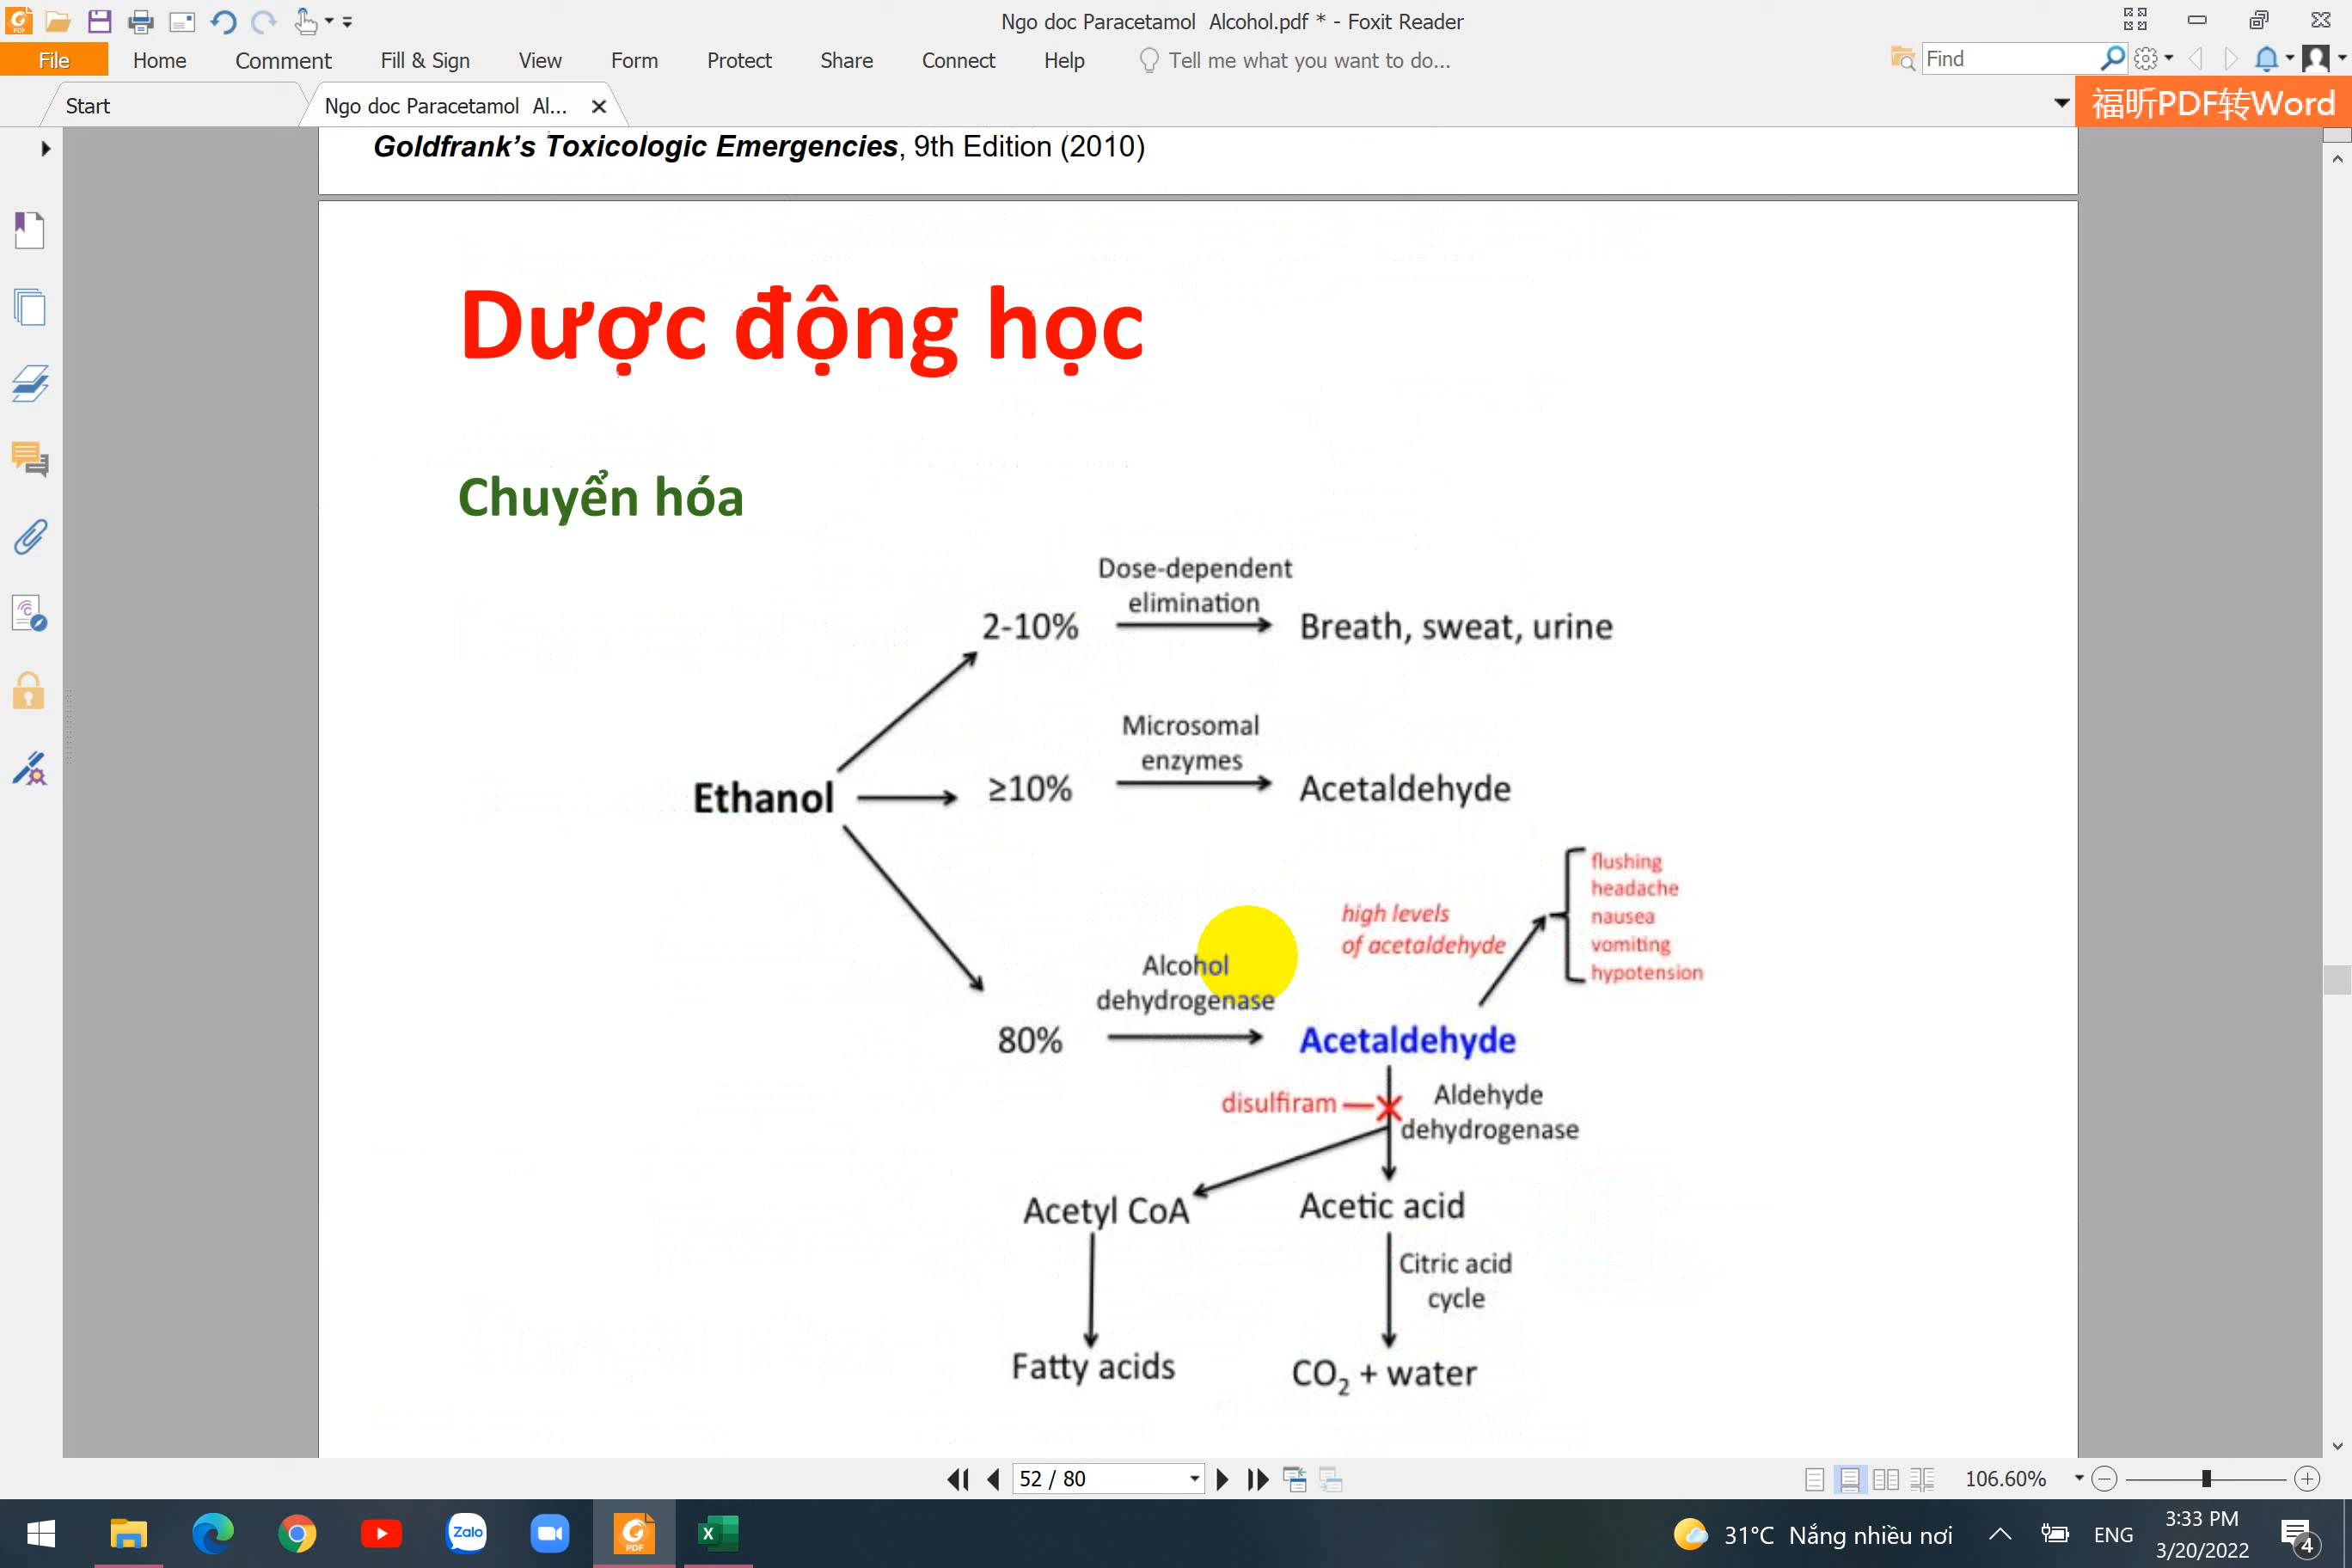 Ngo doc Paracetamol  Alcohol.pdf * - Foxit Reader
File
Home
Comment
Fill & Sign
View
Form
Protect
Share
Connect
Help
Tell me what you want to do...
Find
Start
Ngo doc Paracetamol  Al...
福昕PDF转Word
Goldfrank's Toxicologic Emergencies, 9th Edition (2010)
Dược động học
Chuyển hóa
Dose-dependent
elimination
2-10%
Breath, sweat, urine
Microsomal
enzymes
Ethanol
≥10%
Acetaldehyde
flushing
headache
nausea
vomiting
hypotension
high levels
of acetaldehyde
Alcohol
dehydrogenase
80%
Acetaldehyde
disulfiram
Aldehyde
dehydrogenase
Acetyl CoA
Acetic acid
Citric acid
cycle
Fatty acids
CO₂ + water
52 / 80
106.60%
Zalo
PDF
31°C  Nắng nhiều nơi
ENG
3:33 PM
3/20/2022
4